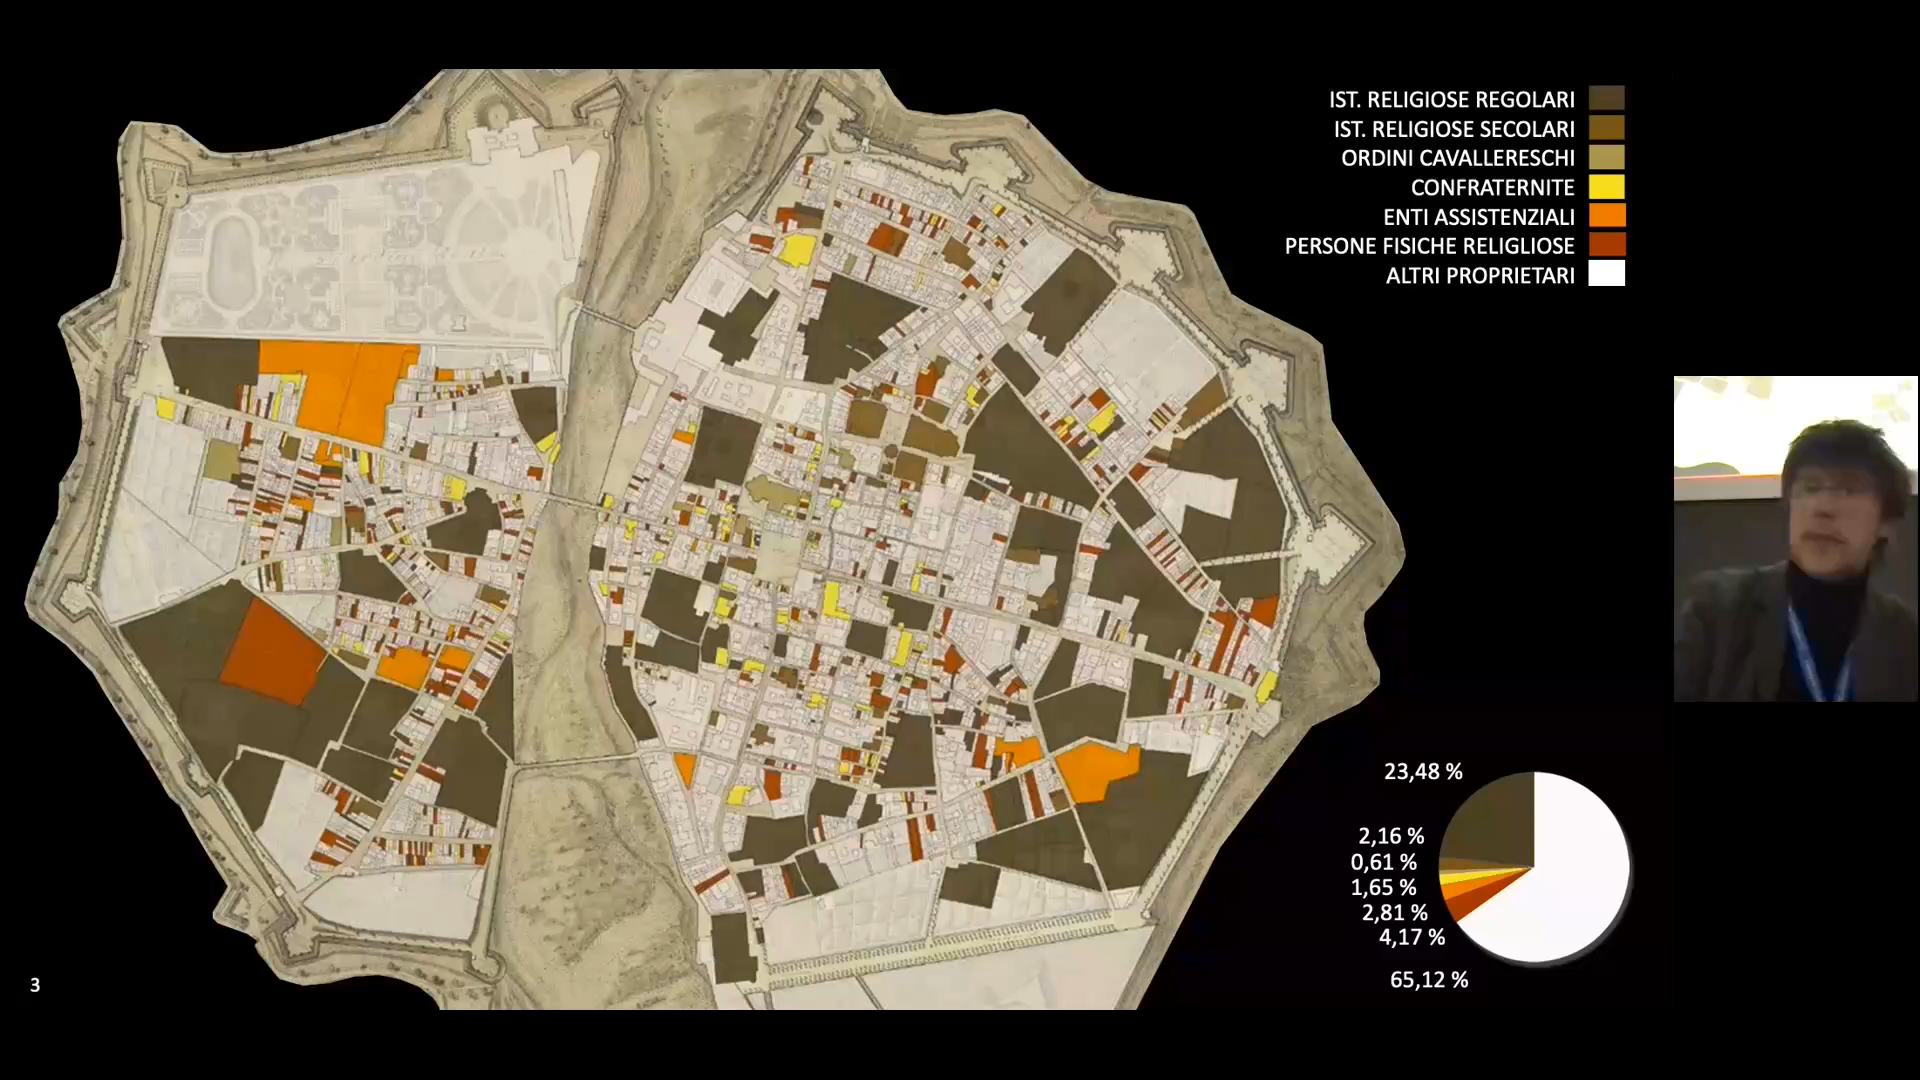 IST. RELIGIOSE REGOLARI
IST. RELIGIOSE SECOLARI
ORDINI CAVALLERESCHI
CONFRATERNITE
ENTI ASSISTENZIALI
PERSONE FISICHE RELIGLIOSE
ALTRI PROPRIETARI
23,48 %
2,16 %
0,61 %
1,65 %
2,81 %
4,17 %
65,12 %
3